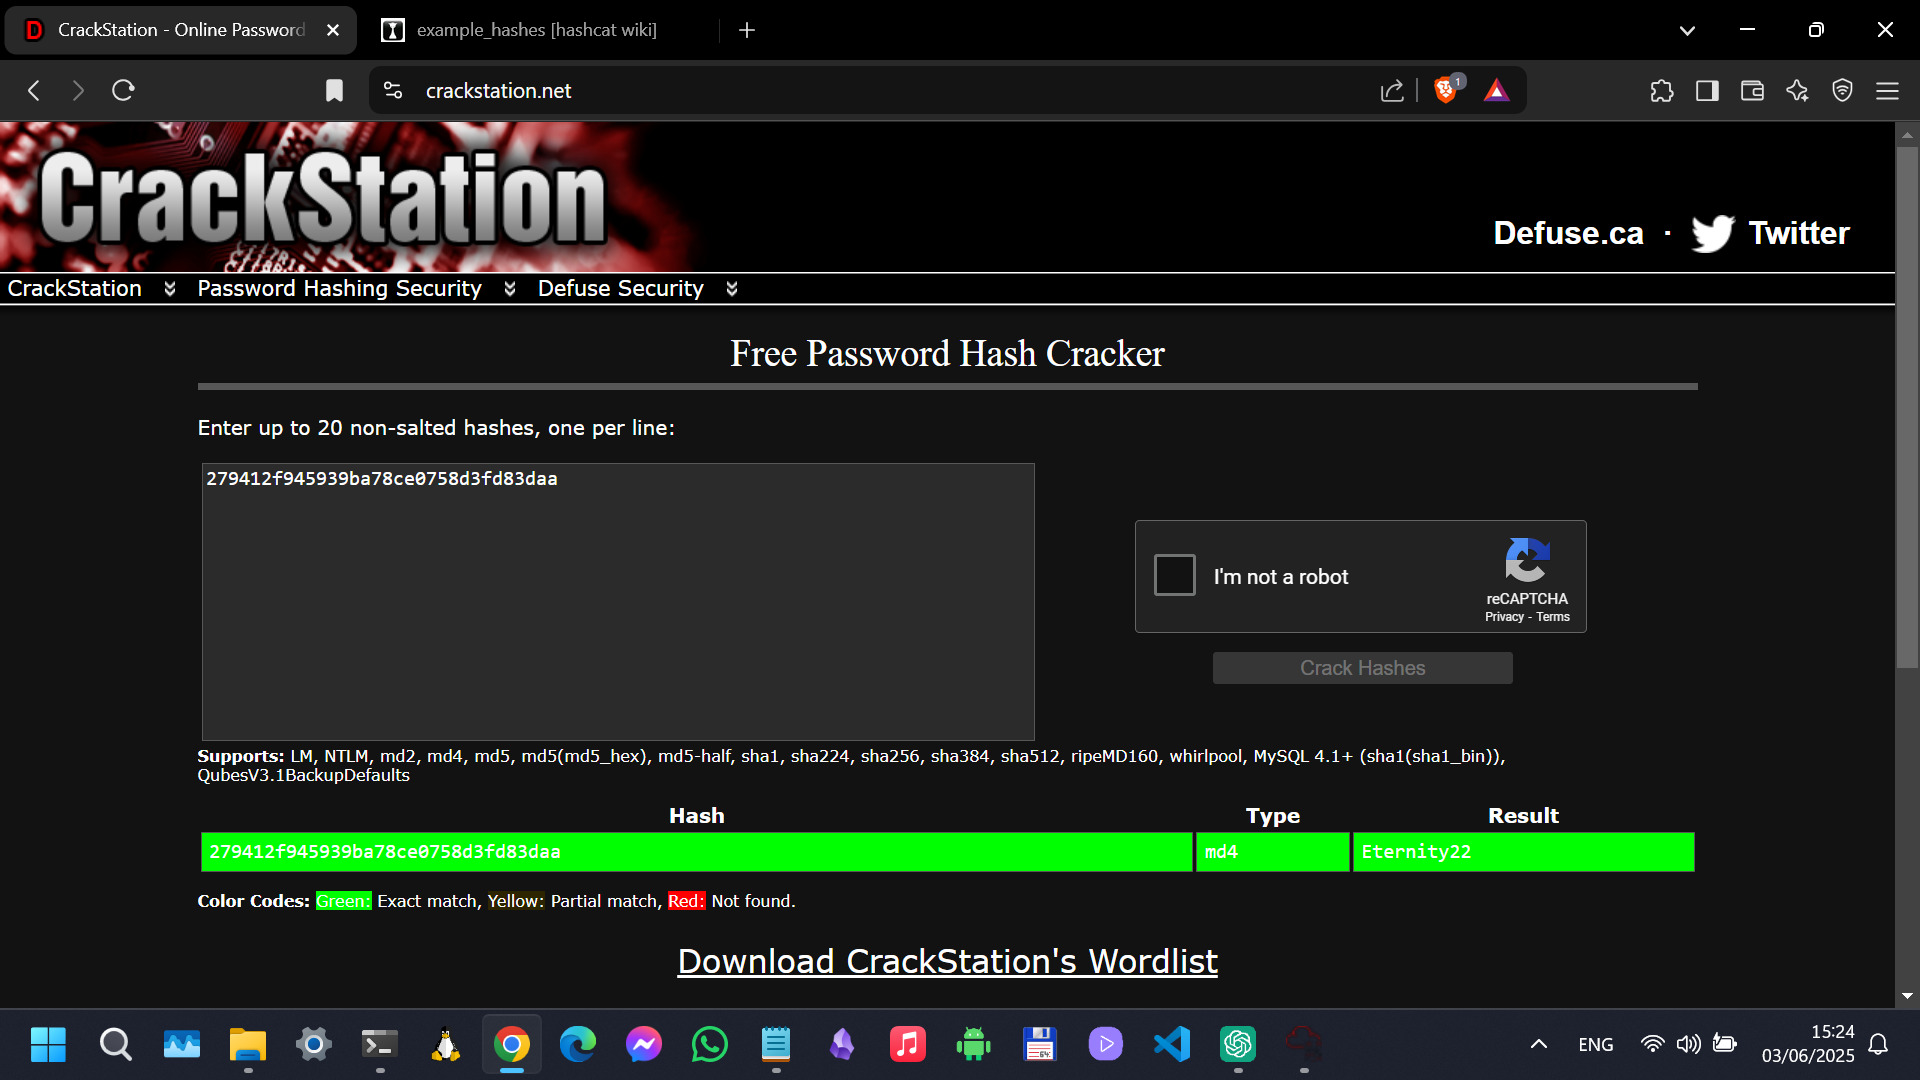 CrackStation - Online Password
example_hashes [hashcat wiki]
crackstation.net
1
CrackStation
Defuse.ca · Twitter
CrackStation Password Hashing Security Defuse Security
Free Password Hash Cracker
Enter up to 20 non-salted hashes, one per line:
279412f945939ba78ce0758d3fd83daa
I'm not a robot
reCAPTCHA
Privacy - Terms
Crack Hashes
Supports: LM, NTLM, md2, md4, md5, md5(md5_hex), md5-half, sha1, sha224, sha256, sha384, sha512, ripeMD160, whirlpool, MySQL 4.1+ (sha1(sha1_bin)),
QubesV3.1BackupDefaults
Hash Type Result
279412f945939ba78ce0758d3fd83daa md4 Eternity22
Color Codes: Green: Exact match, Yellow: Partial match, Red: Not found.
Download CrackStation's Wordlist
64
ENG
15:24
03/06/2025